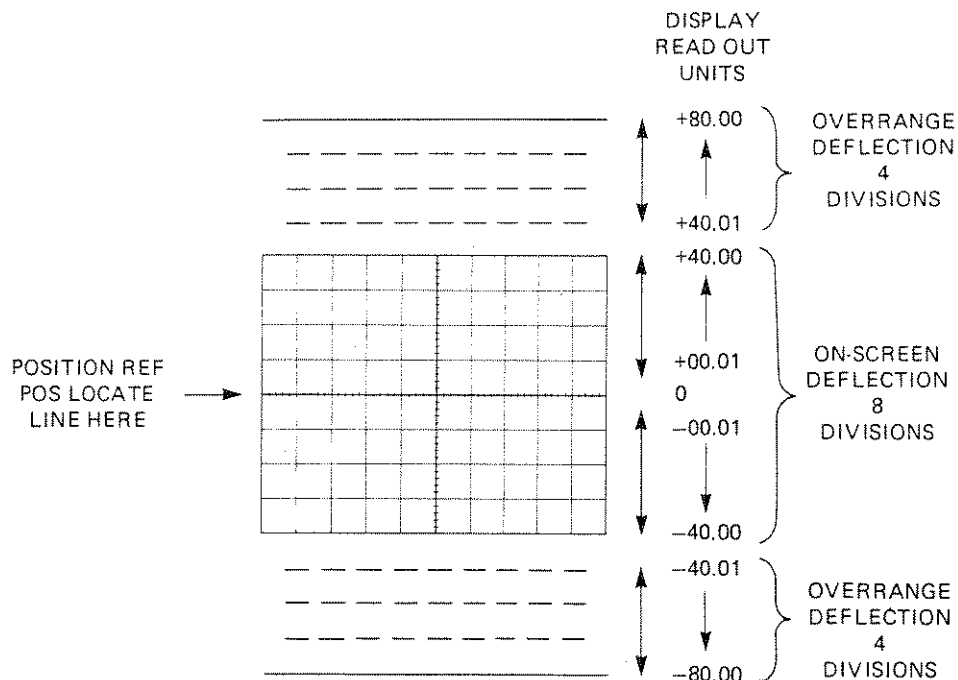 DISPLAY
READ OUT
UNITS
+80.00
OVERRANGE
DEFLECTION
4
DIVISIONS
+40.01
+40.00
POSITION REF
POS LOCATE
LINE HERE
+00.01
0
−00.01
ON-SCREEN
DEFLECTION
8
DIVISIONS
−40.00
−40.01
OVERRANGE
DEFLECTION
4
DIVISIONS
−80.00